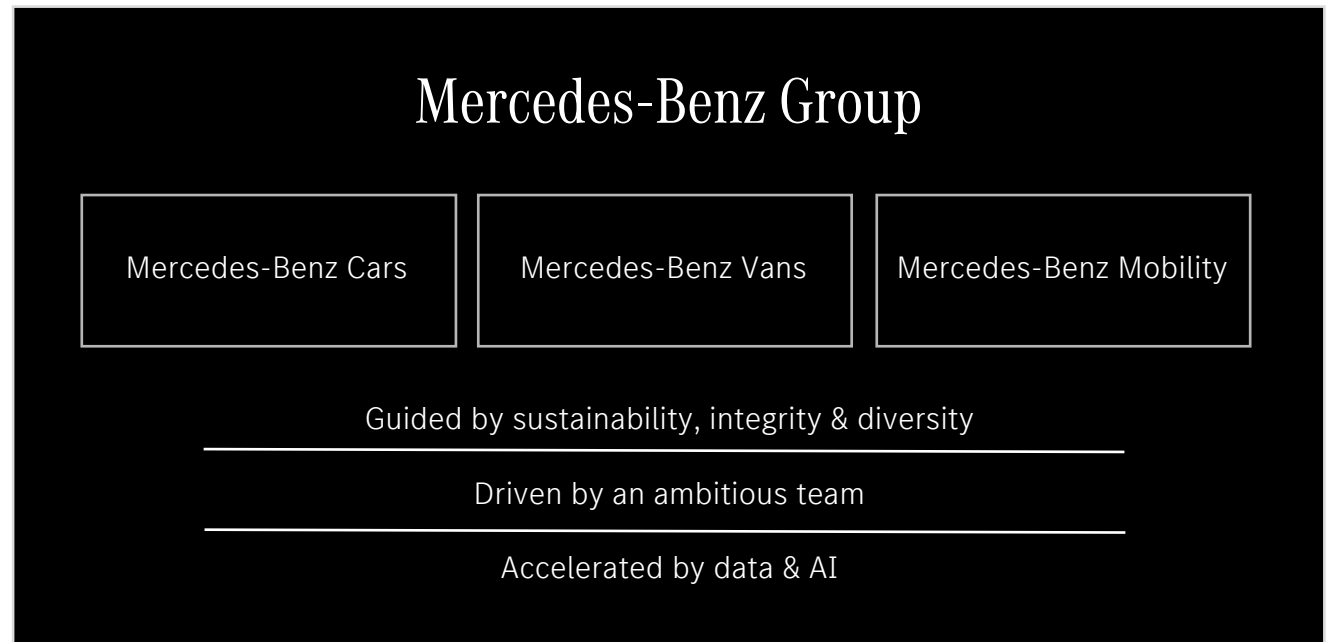 Mercedes-Benz Group
Mercedes-Benz Cars
Mercedes-Benz Vans
Mercedes-Benz Mobility
Guided by sustainability, integrity & diversity
Driven by an ambitious team
Accelerated by data & AI